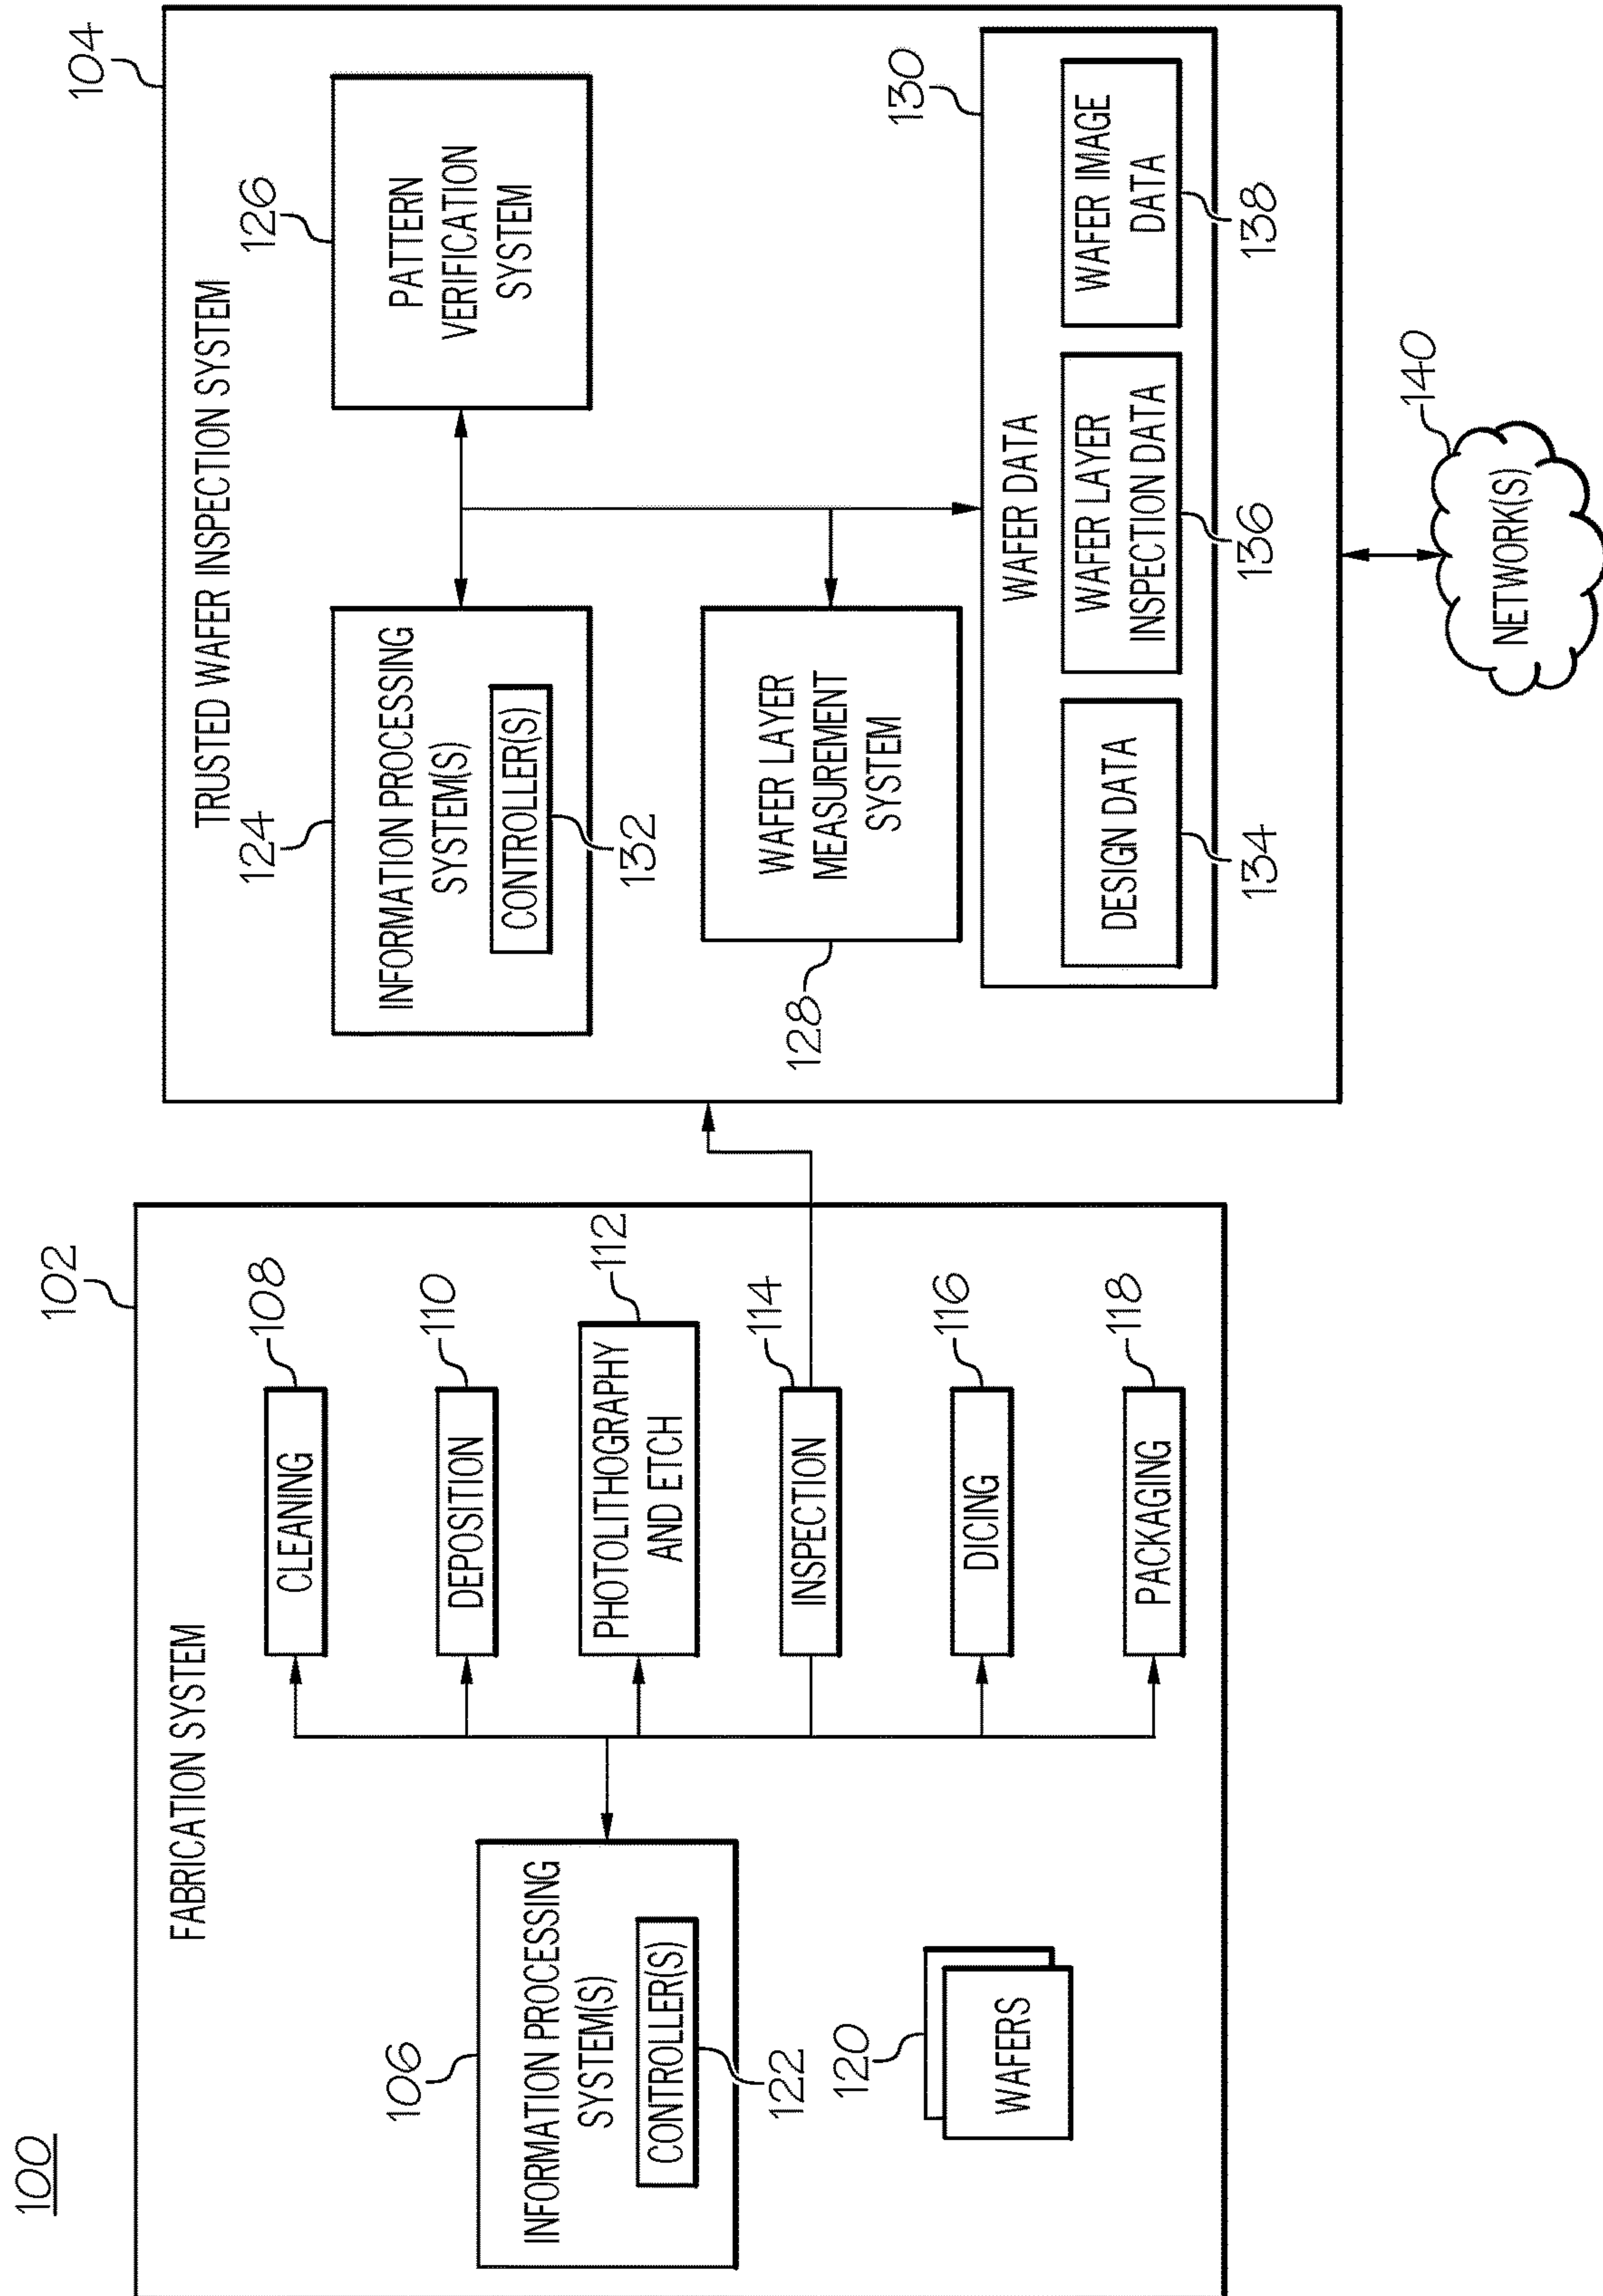 100
102
FABRICATION SYSTEM
106
INFORMATION PROCESSING
SYSTEM(S)
CONTROLLER(S)
122
120
WAFERS
CLEANING
108
DEPOSITION
110
PHOTOLITHOGRAPHY
AND ETCH
112
INSPECTION
114
DICING
116
PACKAGING
118
104
TRUSTED WAFER INSPECTION SYSTEM
124
INFORMATION PROCESSING
SYSTEM(S)
CONTROLLER(S)
132
126
PATTERN
VERIFICATION
SYSTEM
WAFER LAYER
MEASUREMENT
SYSTEM
128
130
WAFER DATA
DESIGN DATA
134
WAFER LAYER
INSPECTION DATA
136
WAFER IMAGE
DATA
138
140
NETWORK(S)